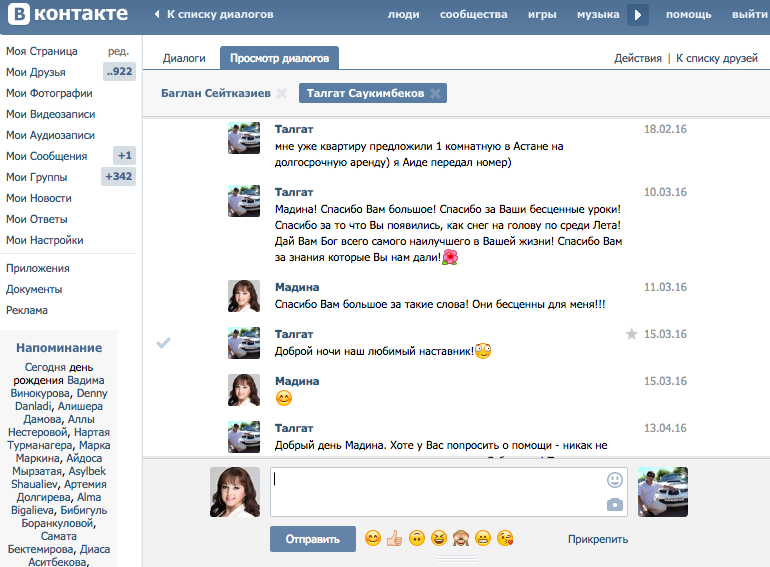 В контакте
К списку диалогов
люди сообщества игры музыка помощь выйти
Моя Страница ред.
Мои Друзья ..922
Мои Фотографии
Мои Видеозаписи
Мои Аудиозаписи
Мои Сообщения +1
Мои Группы +342
Мои Новости
Мои Ответы
Мои Настройки
Приложения
Документы
Реклама
Напоминание
Сегодня день
рождения Вадима
Винокурова, Denny
Danladi, Алишера
Дамова, Аллы
Нестеровой, Нартая
Турманагера, Марка
Маркина, Айдоса
Мырзатая, Asylbek
Shaualiev, Артемия
Долгирева, Alma
Bigalieva, Бибигуль
Боранкуловой,
Самата
Бектемирова, Диаса
Аситбекова,
Диалоги Просмотр диалогов Действия | К списку друзей
Баглан Сейтказиев Талгат Саукимбеков
Талгат 18.02.16
мне уже квартиру предложили 1 комнатную в Астане на
долгосрочную аренду) я Аиде передал номер)
Талгат 10.03.16
Мадина! Спасибо Вам большое! Спасибо за Ваши бесценные уроки!
Спасибо за то что Вы появились, как снег на голову по среди Лета!
Дай Вам Бог всего самого наилучшего в Вашей жизни! Спасибо Вам
за знания которые Вы нам дали!🌺
Мадина 11.03.16
Спасибо Вам большое за такие слова! Они бесценны для меня!!!
Талгат 15.03.16
Доброй ночи наш любимый наставник!
Мадина 15.03.16
😊
Талгат 13.04.16
Добрый день Мадина. Хоте у Вас попросить о помощи - никак не
Отправить 😊👍🙃😆🙈😬😘 Прикрепить